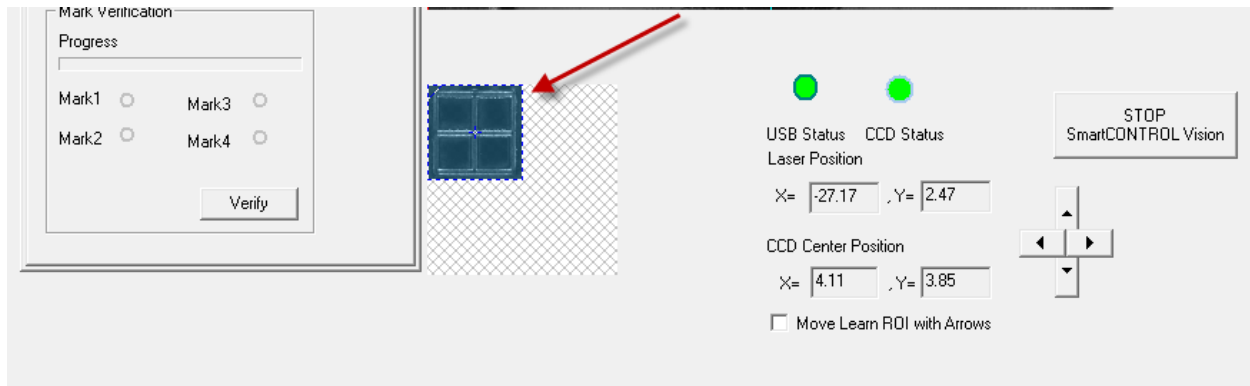 Mark Verification
Progress
Mark1
Mark3
Mark2
Mark4
Verify
USB Status CCD Status
Laser Position
X= -27.17 , Y= 2.47
CCD Center Position
X= 4.11 , Y= 3.85
Move Learn ROI with Arrows
STOP
SmartCONTROL Vision